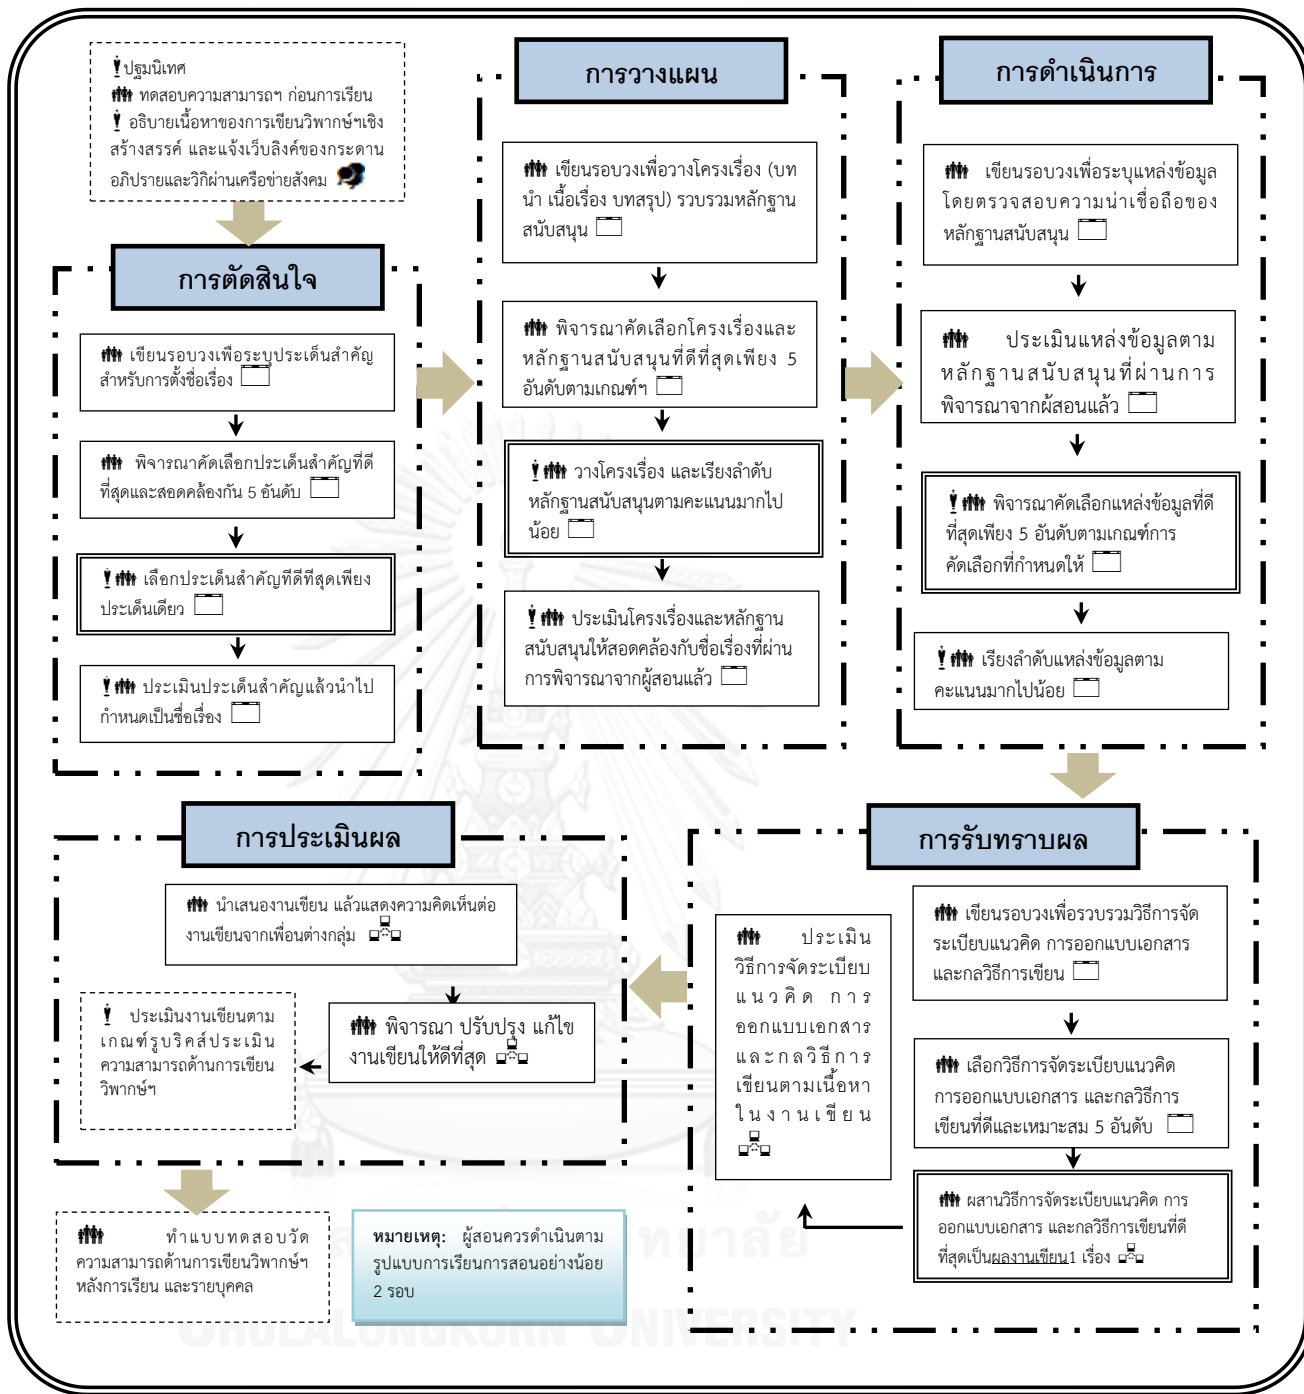 ปฐมนิเทศ
ทดสอบความสามารถฯ ก่อนการเรียน
อธิบายเนื้อหาของการเขียนวิพากษ์ฯเชิง
สร้างสรรค์ และแจ้งเว็บลิงค์ของกระดาน
อภิปรายและวิกิผ่านเครือข่ายสังคม
การตัดสินใจ
เขียนรอบวงเพื่อระบุประเด็นสำคัญ
สำหรับการตั้งชื่อเรื่อง
พิจารณาคัดเลือกประเด็นสำคัญที่ดี
ที่สุดและสอดคล้องกัน 5 อันดับ
เลือกประเด็นสำคัญที่ดีที่สุดเพียง
ประเด็นเดียว
ประเมินประเด็นสำคัญแล้วนำไป
กำหนดเป็นชื่อเรื่อง
การวางแผน
เขียนรอบวงเพื่อวางโครงเรื่อง (บท
นำ เนื้อเรื่อง บทสรุป) รวบรวมหลักฐาน
สนับสนุน
พิจารณาคัดเลือกโครงเรื่องและ
หลักฐานสนับสนุนที่ดีที่สุดเพียง 5
อันดับตามเกณฑ์ฯ
วางโครงเรื่อง และเรียงลำดับ
หลักฐานสนับสนุนตามคะแนนมากไป
น้อย
ประเมินโครงเรื่องและหลักฐาน
สนับสนุนให้สอดคล้องกับชื่อเรื่องที่ผ่าน
การพิจารณาจากผู้สอนแล้ว
การดำเนินการ
เขียนรอบวงเพื่อระบุแหล่งข้อมูล
โดยตรวจสอบความน่าเชื่อถือของ
หลักฐานสนับสนุน
ประเมินแหล่งข้อมูลตาม
หลักฐานสนับสนุนที่ผ่านการ
พิจารณาจากผู้สอนแล้ว
พิจารณาคัดเลือกแหล่งข้อมูลที่ดี
ที่สุดเพียง 5 อันดับตามเกณฑ์การ
คัดเลือกที่กำหนดให้
เรียงลำดับแหล่งข้อมูลตาม
คะแนนมากไปน้อย
การรับทราบผล
เขียนรอบวงเพื่อรวบรวมวิธีการจัด
ระเบียบแนวคิด การออกแบบเอกสาร
และกลวิธีการเขียน
เลือกวิธีการจัดระเบียบแนวคิด
การออกแบบเอกสาร และกลวิธีการ
เขียนที่ดีและเหมาะสม 5 อันดับ
ผสานวิธีการจัดระเบียบแนวคิด การ
ออกแบบเอกสาร และกลวิธีการเขียนที่ดี
ที่สุดเป็นผลงานเขียน1 เรื่อง
ประเมิน
วิธีการจัดระเบียบ
แนวคิด การ
ออกแบบเอกสาร
และกลวิธีการ
เขียนตามเนื้อหา
ในงานเขียน
การประเมินผล
นำเสนองานเขียน แล้วแสดงความคิดเห็นต่อ
งานเขียนจากเพื่อนต่างกลุ่ม
พิจารณา ปรับปรุง แก้ไข
งานเขียนให้ดีที่สุด
ประเมินงานเขียนตาม
เกณฑ์รูบริคส์ประเมิน
ความสามารถด้านการเขียน
วิพากษ์ฯ
ทำแบบทดสอบวัด
ความสามารถด้านการเขียนวิพากษ์ฯ
หลังการเรียน และรายบุคคล
หมายเหตุ: ผู้สอนควรดำเนินตาม
รูปแบบการเรียนการสอนอย่างน้อย
2 รอบ
CHULALONGKORN UNIVERSITY